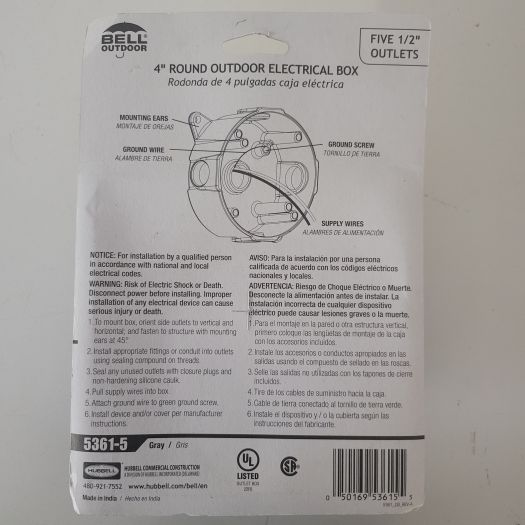 BELL
OUTDOOR
FIVE 1/2"
OUTLETS
4" ROUND OUTDOOR ELECTRICAL BOX
Rodonda de 4 pulgadas caja eléctrica
MOUNTING EARS
MONTAJE DE OREJAS
GROUND WIRE
ALAMBRE DE TIERRA
GROUND SCREW
TORNILLO DE TIERRA
SUPPLY WIRES
ALAMBRES DE ALIMENTACIÓN
NOTICE: For installation by a qualified person
in accordance with national and local
electrical codes.
WARNING: Risk of Electric Shock or Death.
Disconnect power before installing. Improper
installation of any electrical device can cause
serious injury or death.
1. To mount box, orient side outlets to vertical and
horizontal; and fasten to structure with mounting
ears at 45°
2. Install appropriate fittings or conduit into outlets
using sealing compound on threads.
3. Seal any unused outlets with closure plugs and
non-hardening silicone caulk.
4. Pull supply wires into box.
5. Attach ground wire to green ground screw.
6. Install device and/or cover per manufacturer
instructions.
AVISO: Para la instalación por una persona
calificada de acuerdo con los códigos eléctricos
nacionales y locales.
ADVERTENCIA: Riesgo de Choque Eléctrico o Muerte.
Desconecte la alimentación antes de instalar. La
instalación incorrecta de cualquier dispositivo
eléctrico puede causar lesiones graves o la muerte.
1. Para el montaje en la pared o otra estructura vertical,
primero coloque las lengüetas de montaje de la caja
con los accesorios incluidos.
2. Instale los accesorios o conductos apropiados en las
salidas usando el compuesto de sellado en las roscas.
3. Selle las salidas no utilizadas con los tapones de cierre
incluidos.
4. Tire de los cables de suministro hacia la caja.
5. Cable de tierra conectado al tornillo de tierra verde.
6. Instale el dispositivo y / o la cubierta según las
instrucciones del fabricante.
5361-5 Gray / Gris
HUBBELL
HUBBELL COMMERCIAL CONSTRUCTION
A DIVISION OF HUBBELL INCORPORATED (DELAWARE)
480-921-7552 www.hubbell.com/bell/en
Made in India / Hecho en India
UL
LISTED
OUTLET BOX
SA
0 50169 53615 5